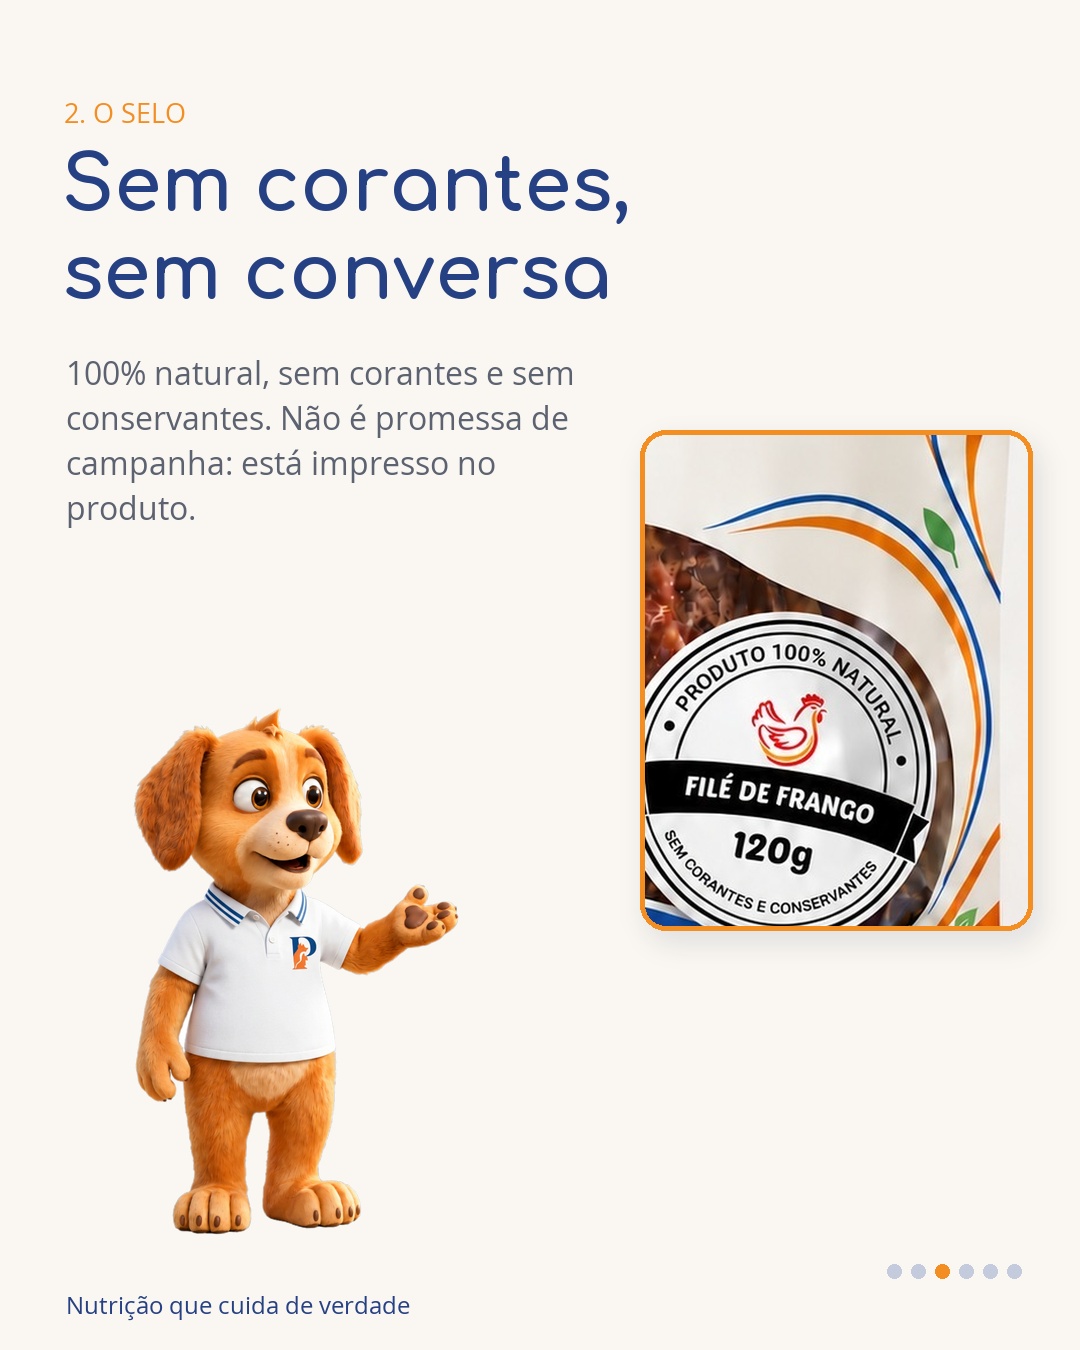 2. O SELO
Sem corantes,
sem conversa
100% natural, sem corantes e sem
conservantes. Não é promessa de
campanha: está impresso no
produto.
PRODUTO 100% NATURAL
FILÉ DE FRANGO
120g
SEM CORANTES E CONSERVANTES
P
Nutrição que cuida de verdade